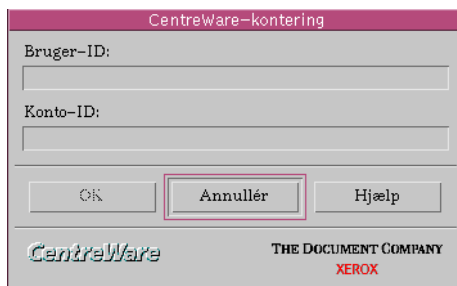 CentreWare-kontering
Bruger-ID:
Konto-ID:
OK Annullér Hjælp
CentreWare THE DOCUMENT COMPANY
XEROX